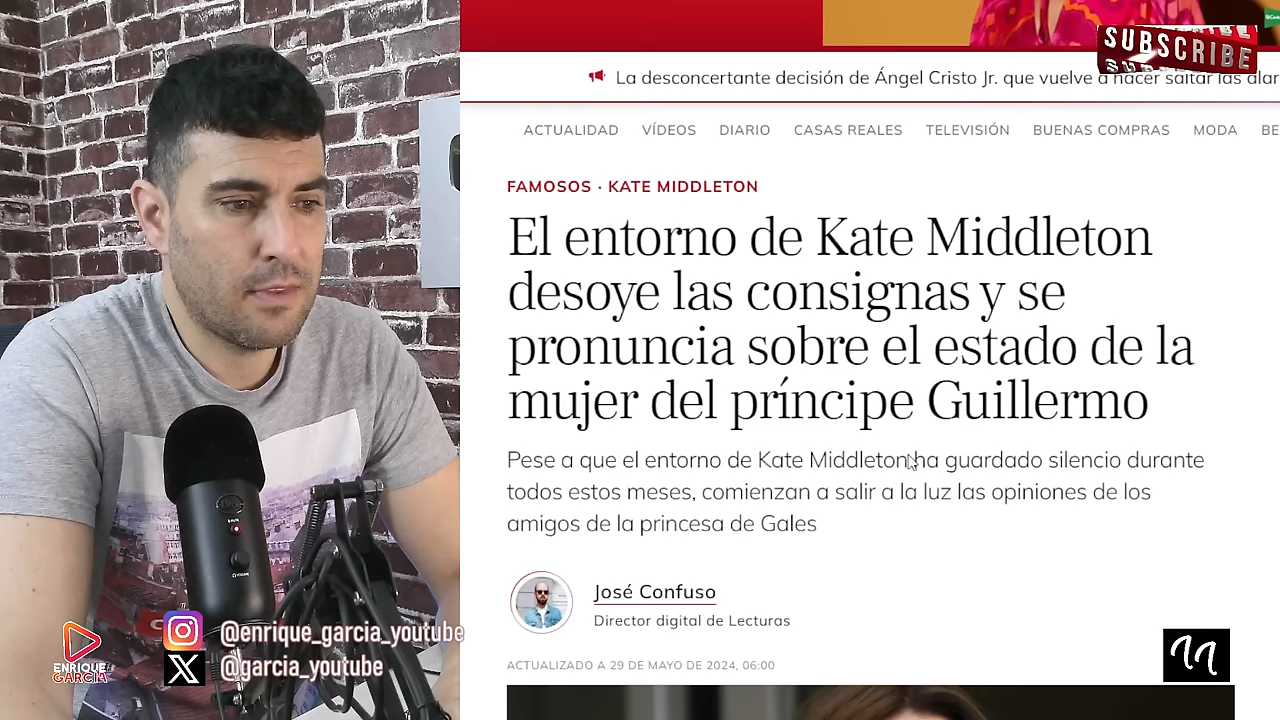 SUBSCRIBE
La desconcertante decisión de Ángel Cristo Jr. que vuelve a hacer saltar las alar
ACTUALIDAD VÍDEOS DIARIO CASAS REALES TELEVISIÓN BUENAS COMPRAS MODA BE
FAMOSOS · KATE MIDDLETON
El entorno de Kate Middleton
desoye las consignas y se
pronuncia sobre el estado de la
mujer del príncipe Guillermo
Pese a que el entorno de Kate Middleton ha guardado silencio durante
todos estos meses, comienzan a salir a la luz las opiniones de los
amigos de la princesa de Gales
José Confuso
Director digital de Lecturas
ACTUALIZADO A 29 DE MAYO DE 2024, 06:00
@enrique_garcia_youtube
@garcia_youtube
ENRIQUE
GARCIA